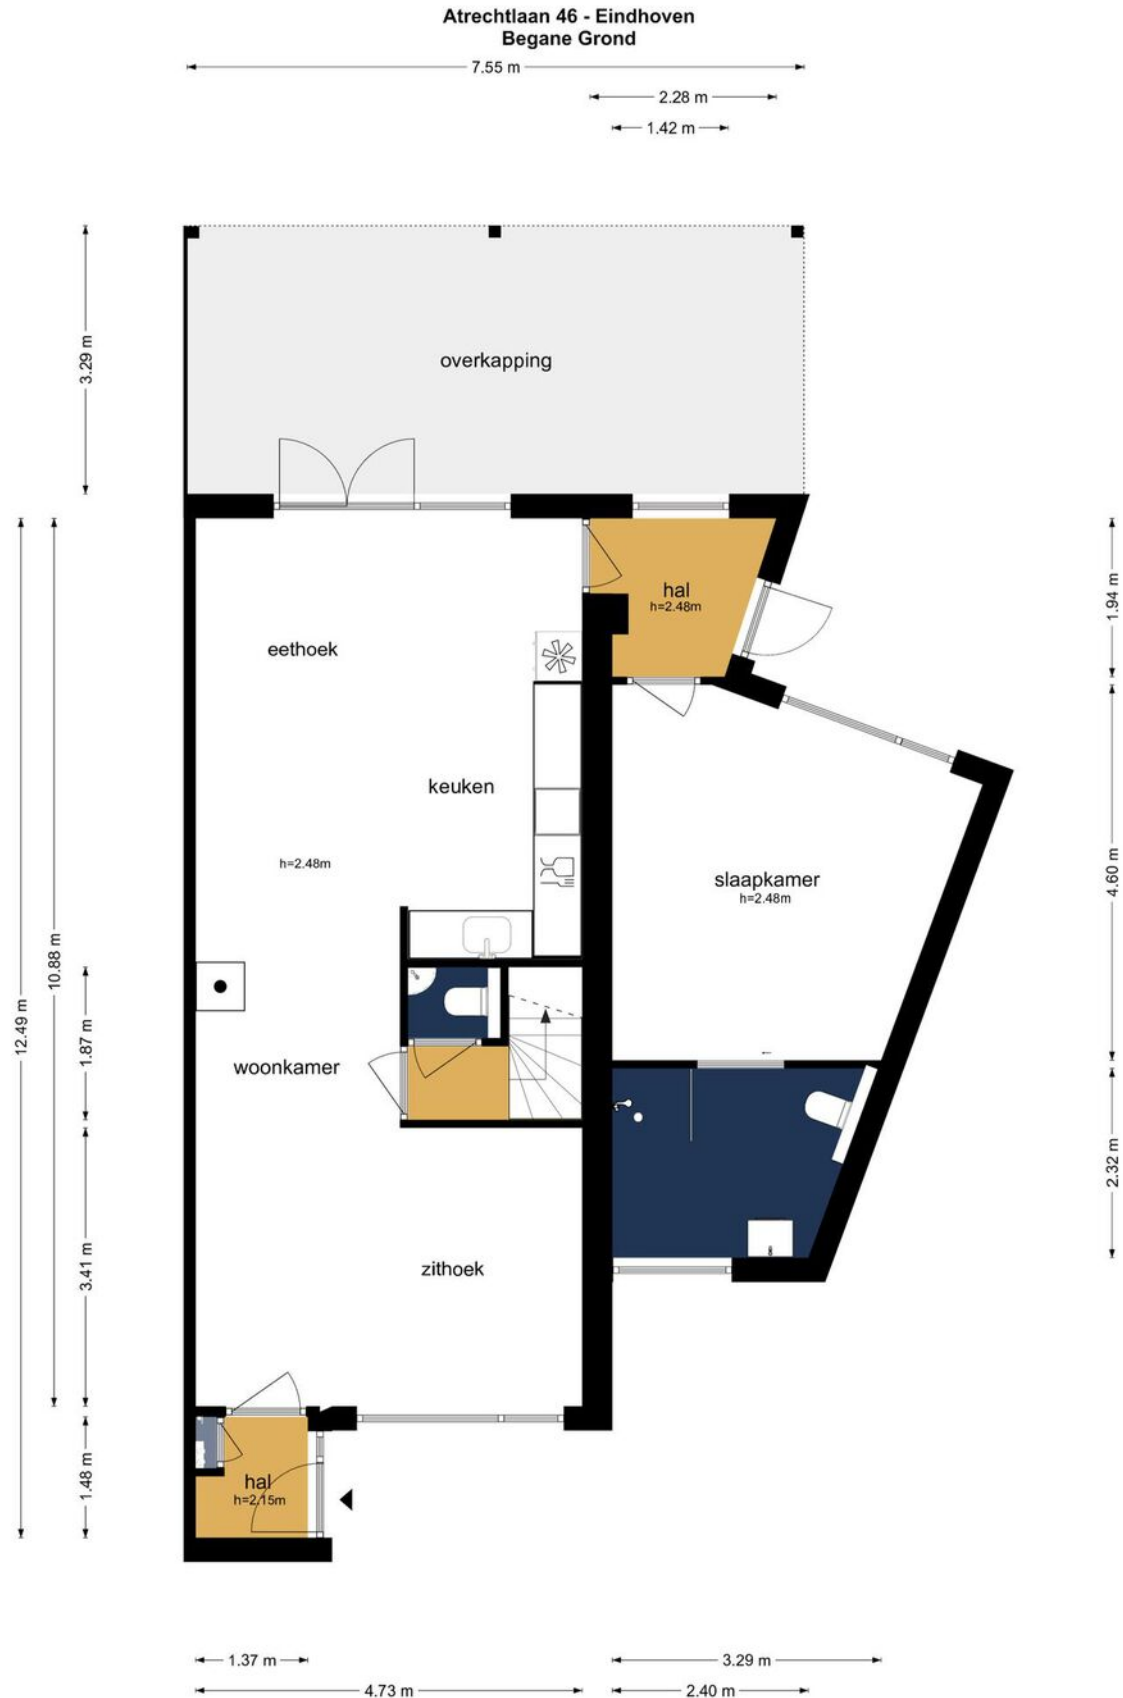 Atrechtlaan 46 - Eindhoven
Begane Grond
7.55 m
2.28 m
1.42 m
3.29 m
overkapping
hal
h=2.48m
1.94 m
eethoek
keuken
h=2.48m
slaapkamer
h=2.48m
4.60 m
10.88 m
12.49 m
1.87 m
woonkamer
2.32 m
3.41 m
zithoek
1.48 m
hal
h=2.15m
1.37 m
3.29 m
4.73 m
2.40 m